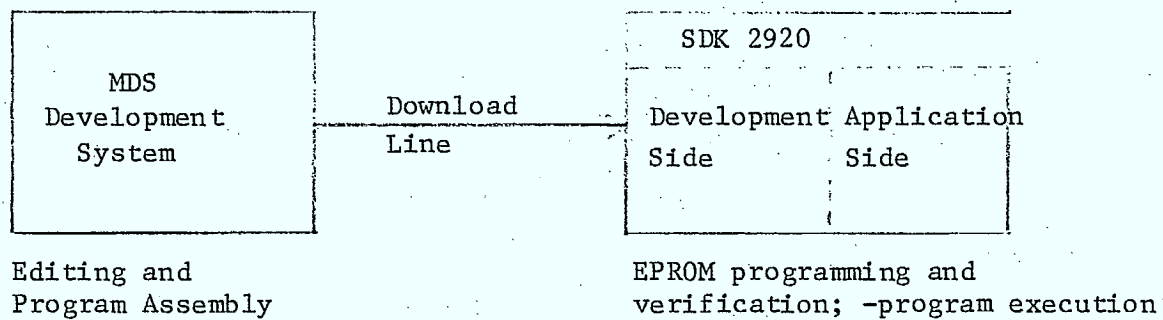 MDS
Development
System
Download
Line
SDK 2920
Development Application
Side Side
Editing and
Program Assembly
EPROM programming and
verification; -program execution